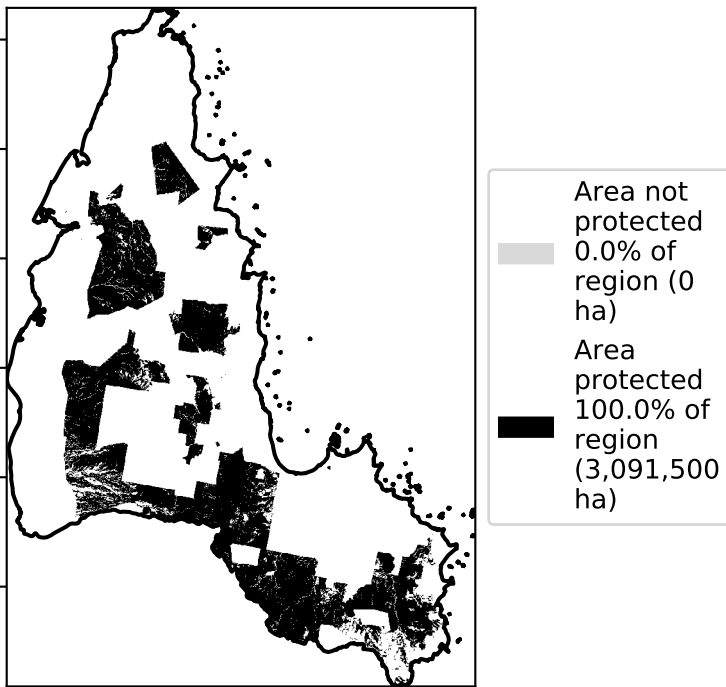 Area not
protected
0.0% of
region (0
ha)
Area
protected
100.0% of
region
(3,091,500
ha)